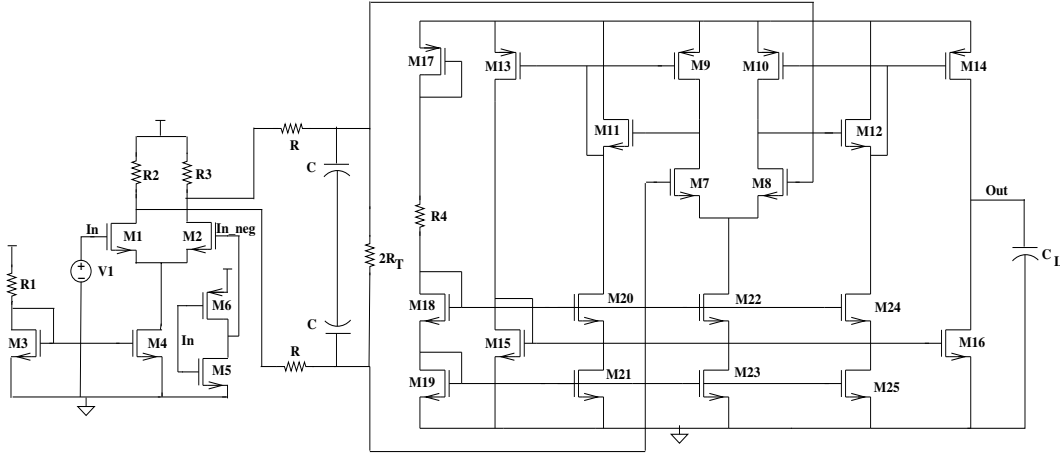 M17
M13
M9
M10
M14
M11
M12
R
C
R2
R3
M7
M8
In
M1
M2
In_neg
R4
Out
V1
2R_T
C_L
R1
M6
M18
M20
M22
M24
C
M3
M4
In
M15
M16
M5
R
M19
M21
M23
M25